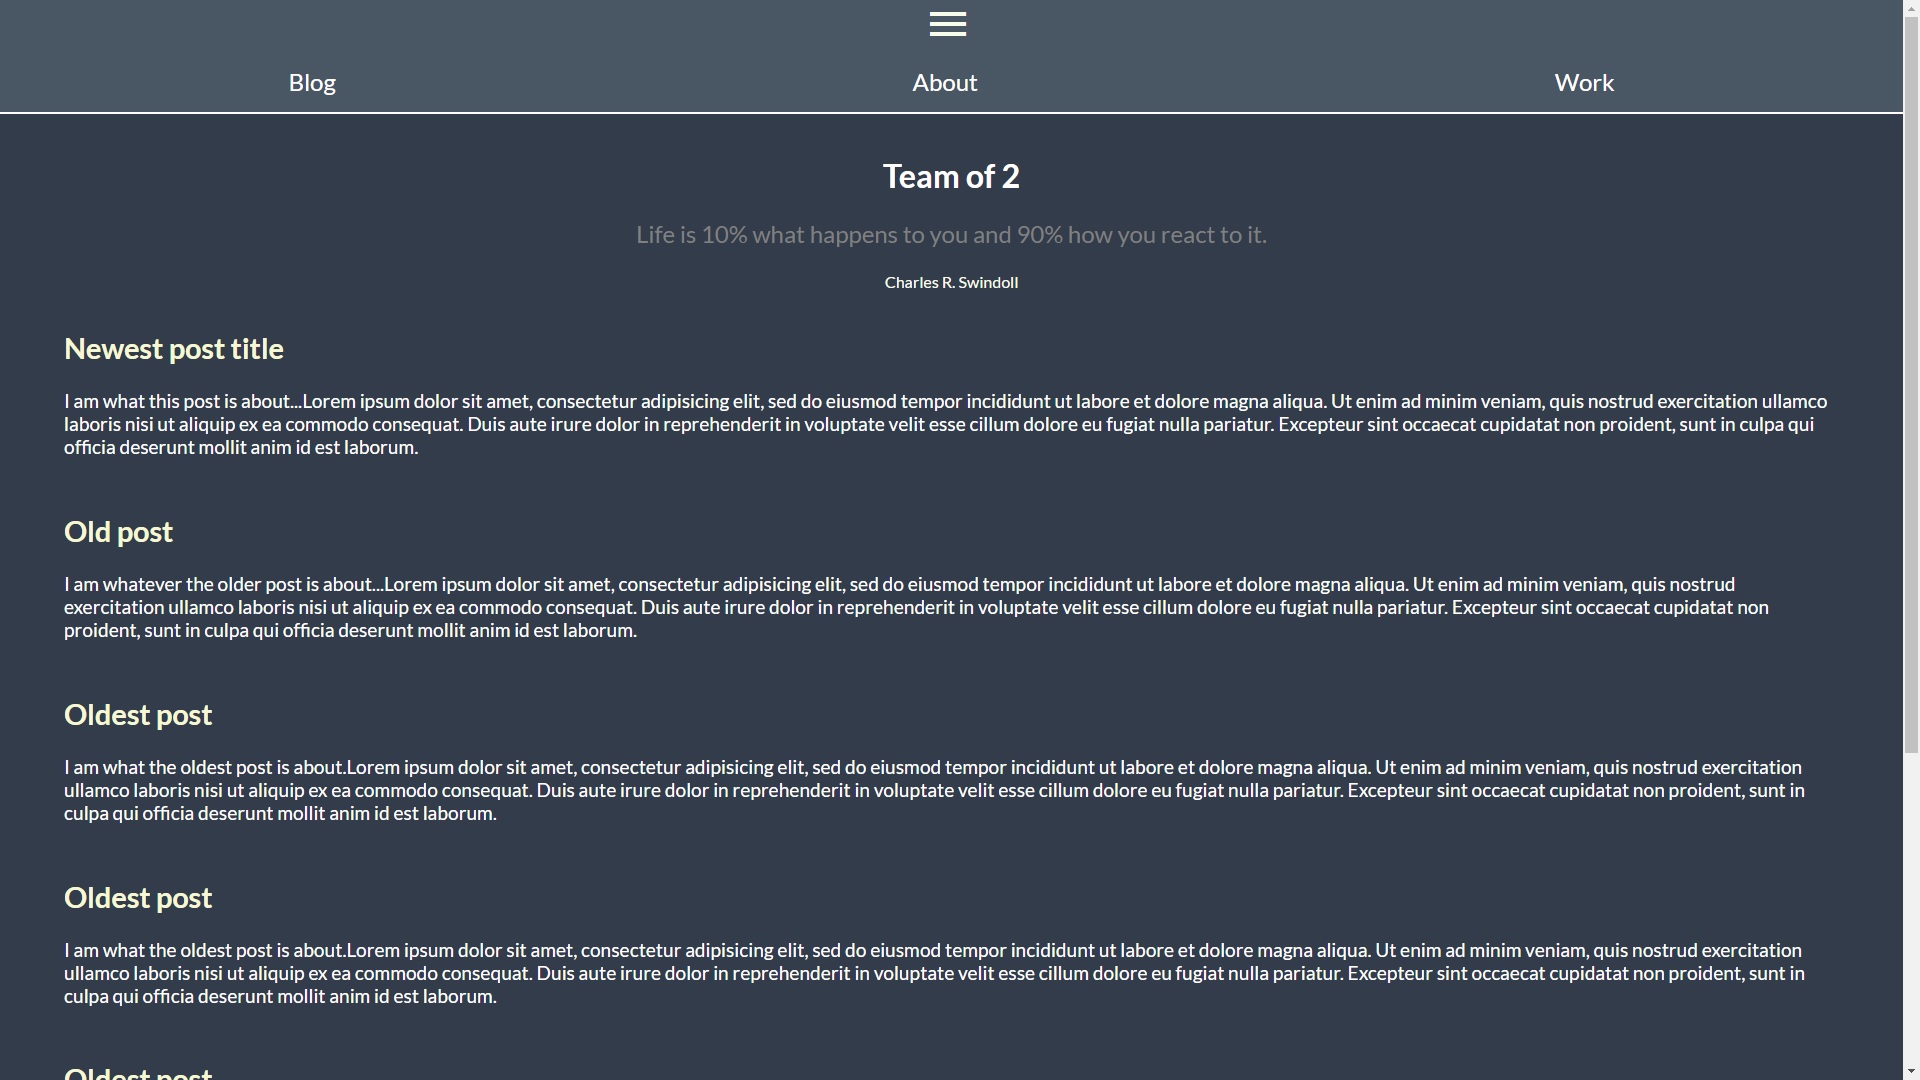 Blog
About
Work
Team of 2
Life is 10% what happens to you and 90% how you react to it.
Charles R. Swindoll
Newest post title
I am what this post is about...Lorem ipsum dolor sit amet, consectetur adipisicing elit, sed do eiusmod tempor incididunt ut labore et dolore magna aliqua. Ut enim ad minim veniam, quis nostrud exercitation ullamco
laboris nisi ut aliquip ex ea commodo consequat. Duis aute irure dolor in reprehenderit in voluptate velit esse cillum dolore eu fugiat nulla pariatur. Excepteur sint occaecat cupidatat non proident, sunt in culpa qui
officia deserunt mollit anim id est laborum.
Old post
I am whatever the older post is about...Lorem ipsum dolor sit amet, consectetur adipisicing elit, sed do eiusmod tempor incididunt ut labore et dolore magna aliqua. Ut enim ad minim veniam, quis nostrud
exercitation ullamco laboris nisi ut aliquip ex ea commodo consequat. Duis aute irure dolor in reprehenderit in voluptate velit esse cillum dolore eu fugiat nulla pariatur. Excepteur sint occaecat cupidatat non
proident, sunt in culpa qui officia deserunt mollit anim id est laborum.
Oldest post
I am what the oldest post is about.Lorem ipsum dolor sit amet, consectetur adipisicing elit, sed do eiusmod tempor incididunt ut labore et dolore magna aliqua. Ut enim ad minim veniam, quis nostrud exercitation
ullamco laboris nisi ut aliquip ex ea commodo consequat. Duis aute irure dolor in reprehenderit in voluptate velit esse cillum dolore eu fugiat nulla pariatur. Excepteur sint occaecat cupidatat non proident, sunt in
culpa qui officia deserunt mollit anim id est laborum.
Oldest post
I am what the oldest post is about.Lorem ipsum dolor sit amet, consectetur adipisicing elit, sed do eiusmod tempor incididunt ut labore et dolore magna aliqua. Ut enim ad minim veniam, quis nostrud exercitation
ullamco laboris nisi ut aliquip ex ea commodo consequat. Duis aute irure dolor in reprehenderit in voluptate velit esse cillum dolore eu fugiat nulla pariatur. Excepteur sint occaecat cupidatat non proident, sunt in
culpa qui officia deserunt mollit anim id est laborum.
Oldest post